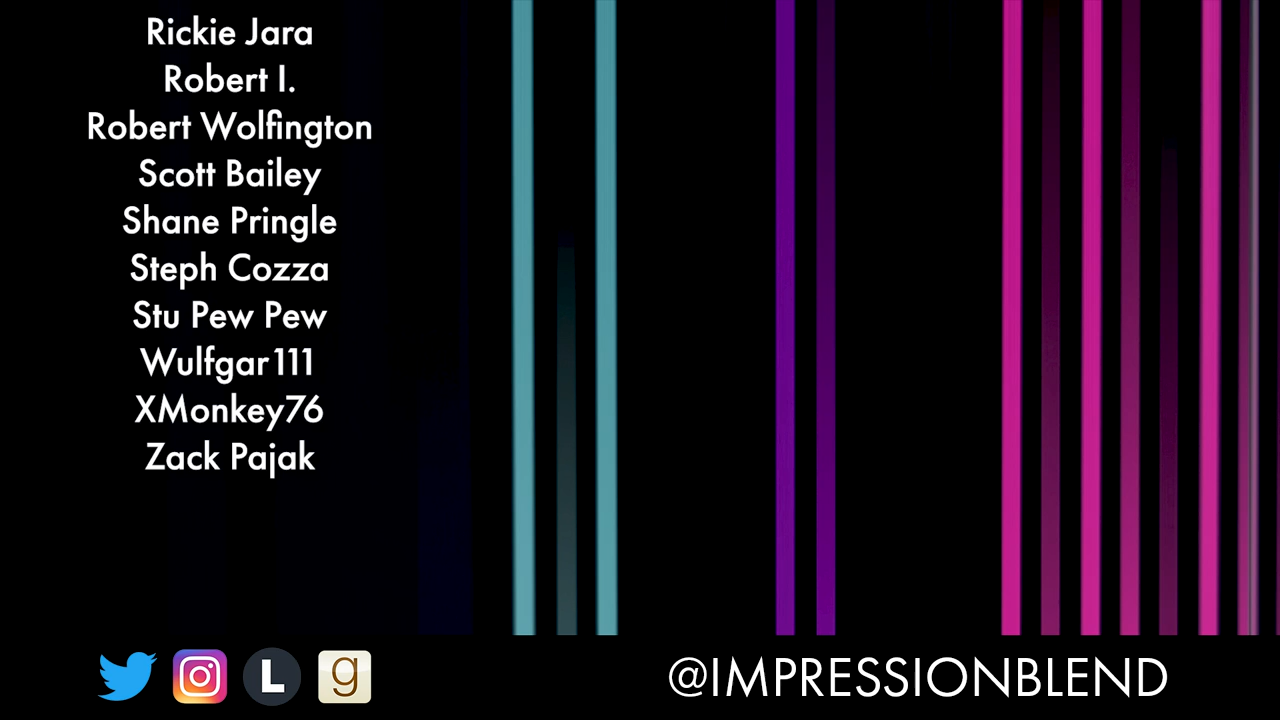 Rickie Jara
Robert I.
Robert Wolfington
Scott Bailey
Shane Pringle
Steph Cozza
Stu Pew Pew
Wulfgar111
XMonkey76
Zack Pajak
L g @IMPRESSIONBLEND